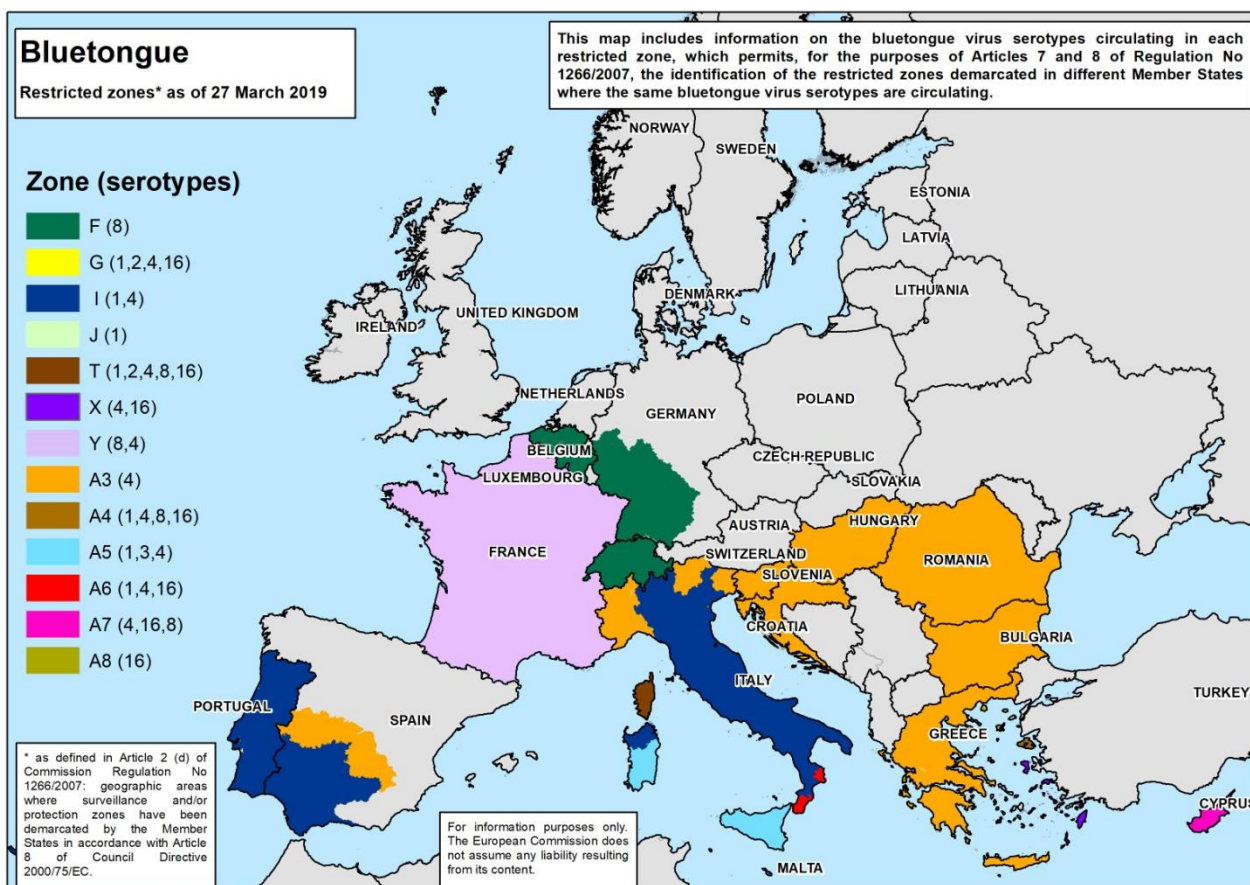 Bluetongue
Restricted zones* as of 27 March 2019
This map includes information on the bluetongue virus serotypes circulating in each
restricted zone, which permits, for the purposes of Articles 7 and 8 of Regulation No
1266/2007, the identification of the restricted zones demarcated in different Member States
where the same bluetongue virus serotypes are circulating.
Zone (serotypes)
F (8)
G (1,2,4,16)
I (1,4)
J (1)
T (1,2,4,8,16)
X (4,16)
Y (8,4)
A3 (4)
A4 (1,4,8,16)
A5 (1,3,4)
A6 (1,4,16)
A7 (4,16,8)
A8 (16)
NORWAY
SWEDEN
ESTONIA
LATVIA
LITHUANIA
DENMARK
IRELAND
UNITED KINGDOM
NETHERLANDS
POLAND
GERMANY
BELGIUM
CZECH REPUBLIC
LUXEMBOURG
SLOVAKIA
AUSTRIA
HUNGARY
FRANCE
SWITZERLAND
ROMANIA
SLOVENIA
CROATIA
BULGARIA
ITALY
TURKEY
PORTUGAL
SPAIN
GREECE
CYPRUS
MALTA
* as defined in Article 2 (d) of
Commission Regulation No
1266/2007: geographic areas
where surveillance and/or
protection zones have been
demarcated by the Member
States in accordance with Article
8 of Council Directive
2000/75/EC.
For information purposes only.
The European Commission does
not assume any liability resulting
from its content.